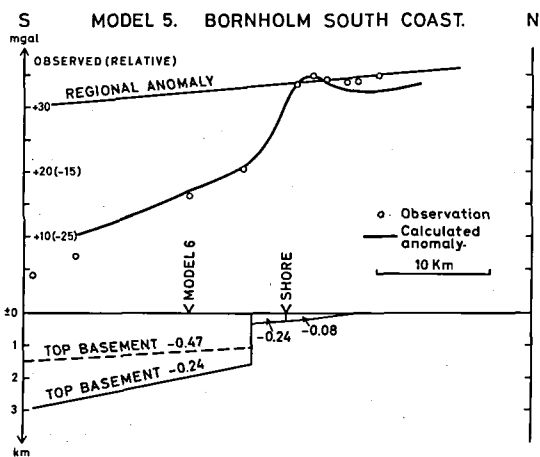 S MODEL 5. BORNHOLM SOUTH COAST. N
mgal
OBSERVED (RELATIVE)
REGIONAL ANOMALY
+30
+20(-15)
+10(-25)
Observation
Calculated
anomaly.
10 Km
MODEL 6
SHORE
±0
-0.24
-0.08
1
TOP BASEMENT -0.47
2
TOP BASEMENT -0.24
3
km